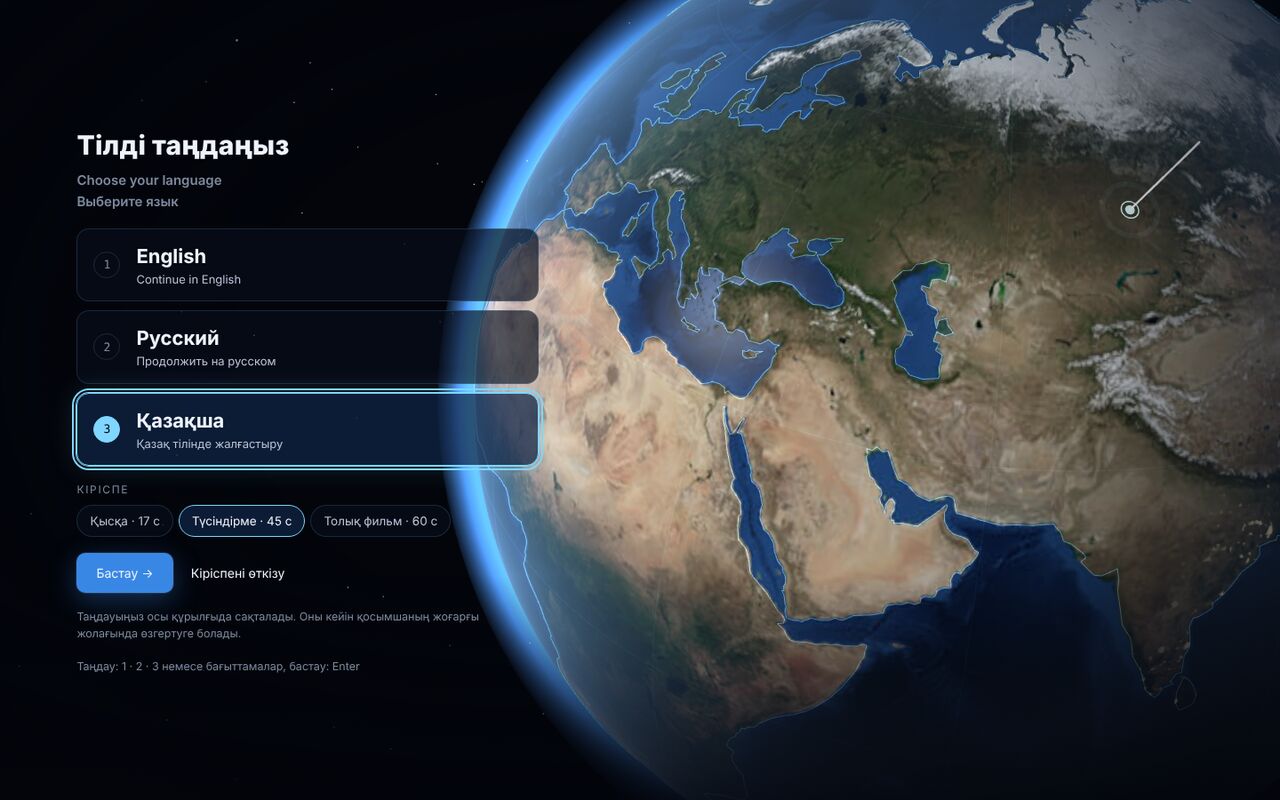 Тілді таңдаңыз
Choose your language
Выберите язык
1
English
Continue in English
2
Русский
Продолжить на русском
3
Қазақша
Қазақ тілінде жалғастыру
КІРІСПЕ
Қысқа · 17 с
Түсіндірме · 45 с
Толық фильм · 60 с
Бастау →
Кіріспені өткізу
Таңдауыңыз осы құрылғыда сақталады. Оны кейін қосымшаның жоғарғы
жолағында өзгертуге болады.
Таңдау: 1 · 2 · 3 немесе бағыттамалар, бастау: Enter